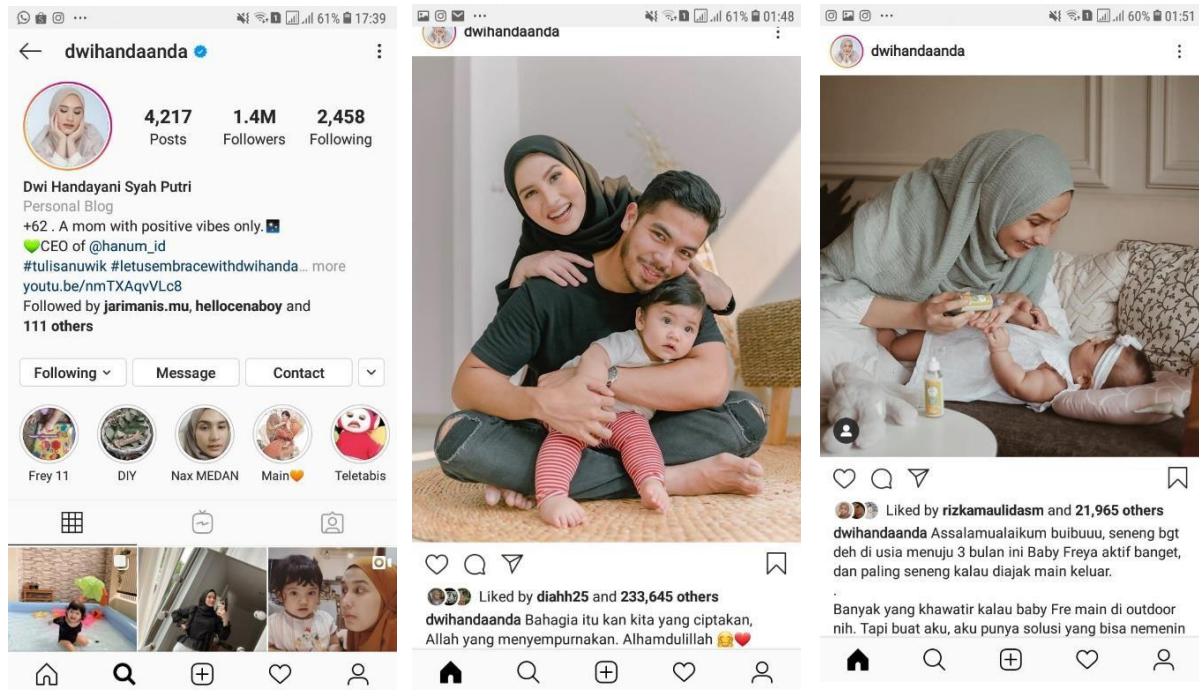 61% 17:39
dwihandaanda
4,217 1.4M 2,458
Posts Followers Following
Dwi Handayani Syah Putri
Personal Blog
+62 . A mom with positive vibes only.
CEO of @hanum_id
#tulisanuwik #letusembracewithdwihanda... more
youtu.be/nmTXAqvVLc8
Followed by jarimanis.mu, hellocenaboy and
111 others
Following Message Contact
Frey 11 DIY Nax MEDAN Main🧡 Teletabis
61% 01:48
dwihandaanda
Liked by diahh25 and 233,645 others
dwihandaanda Bahagia itu kan kita yang ciptakan,
Allah yang menyempurnakan. Alhamdulillah 🤗❤️
60% 01:51
dwihandaanda
Liked by rizkamaulidasm and 21,965 others
dwihandaanda Assalamualaikum buibuuu, seneng bgt
deh di usia menuju 3 bulan ini Baby Freya aktif banget,
dan paling seneng kalau diajak main keluar.
.
Banyak yang khawatir kalau baby Fre main di outdoor
nih. Tapi buat aku, aku punya solusi yang bisa nemenin